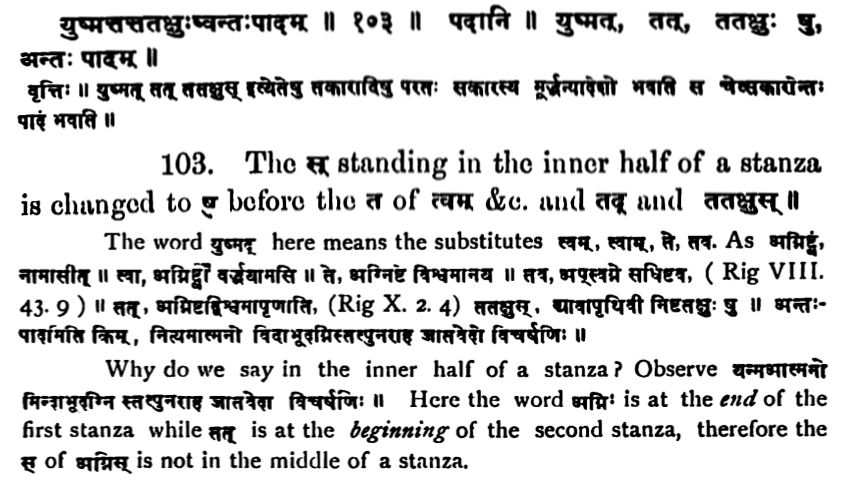 युष्मत्तत्ततक्षुःष्वन्तःपादम् ॥ १०३ ॥ पदानि ॥ युष्मत्, तत्, ततक्षुः षु,
अन्तः पादम् ॥
वृत्तिः ॥ युष्मत् तत् ततक्षुस् इत्येतेषु तकारादिषु परतः सकारस्य मूर्द्धन्यादेशो भवति स चेत्सकारोन्तः
पादं भवति ॥
103. The स् standing in the inner half of a stanza
is changed to ष् before the त of त्वम् &c. and तद् and ततक्षुस् ॥
The word युष्मद् here means the substitutes त्वम्, त्वाम्, ते, तव. As अग्निष्ट्वं,
नामासीत् ॥ त्वा, अग्निष्ट्वा वर्द्धयामसि ॥ ते, अग्निष्टे विश्वमानय ॥ तव, अप्स्वग्ने सधिष्टव, ( Rig VIII.
43. 9 ) ॥ तत्, अग्निष्टद्विश्वमापृणाति, (Rig X. 2. 4) ततक्षुस्, द्यावापृथिवी निष्टतक्षुः षु ॥ अन्तः-
पादमिति किम्, नित्यमात्मनो विदाभूदग्निस्तत्पुनराह जातवेदो विचर्षणिः ॥
Why do we say in the inner half of a stanza? Observe यन्मआत्मनो
मिन्दाभूदग्नि स्तत्पुनराह जातवेदा विचर्षणिः ॥ Here the word अग्निः is at the end of the
first stanza while तत् is at the beginning of the second stanza, therefore the
स् of अग्निस् is not in the middle of a stanza.